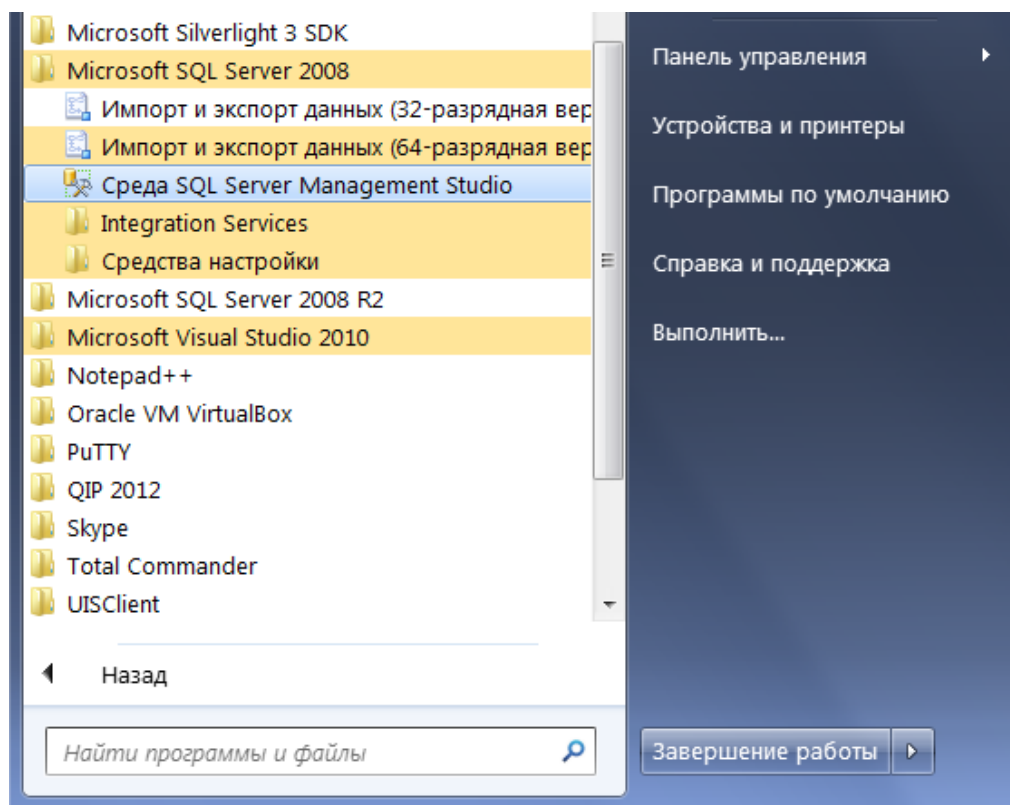 Microsoft Silverlight 3 SDK
Microsoft SQL Server 2008
Импорт и экспорт данных (32-разрядная вер
Импорт и экспорт данных (64-разрядная вер
Среда SQL Server Management Studio
Integration Services
Средства настройки
Microsoft SQL Server 2008 R2
Microsoft Visual Studio 2010
Notepad++
Oracle VM VirtualBox
PuTTY
QIP 2012
Skype
Total Commander
UISClient
Назад
Найти программы и файлы
Панель управления
Устройства и принтеры
Программы по умолчанию
Справка и поддержка
Выполнить...
Завершение работы